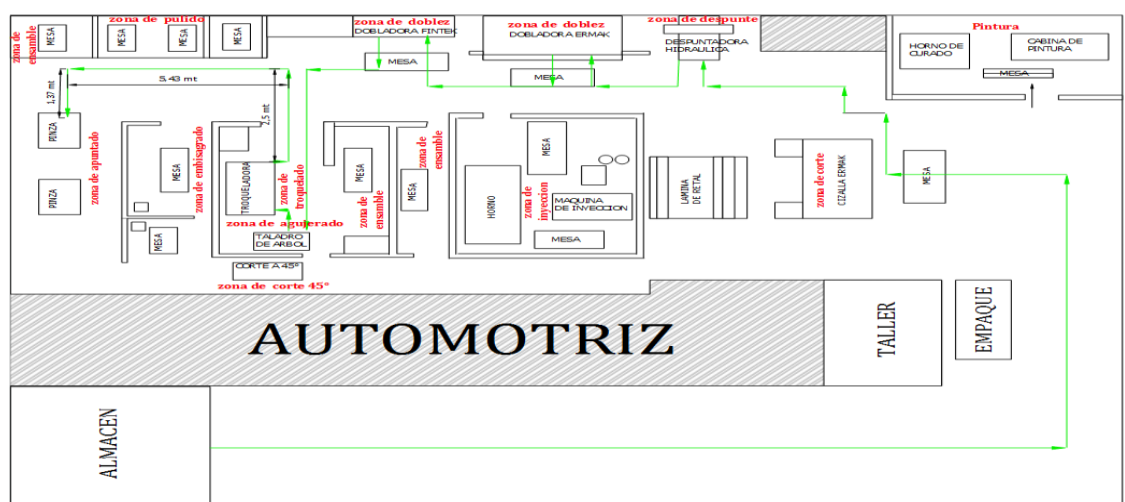 zona de pulido
zona de doblez
DOBLADORA FINTEK
zona de doblez
DOBLADORA ERMAK
zona de despunte
DESPUNTADORA
HIDRAULICA
Pintura
HORNO DE
CURADO
CABINA DE
PINTURA
MESA
zona de
ensamble
MESA
MESA
MESA
MESA
MESA
MESA
5,43 mt
1,37 mt
2,5 mt
PINZA
PINZA
zona de apuntado
MESA
zona de embisagrado
MESA
TROQUELADORA
zona de
troquelado
zona de agujerado
TALADRO
DE ARBOL
CORTE A 45°
zona de corte 45°
MESA
zona de
ensamble
MESA
zona de
ensamble
HORNO
MESA
zona de
inyeccion
MAQUINA
DE INYECCION
MESA
LAMINA
DE RETAL
zona de corte
CIZALLA ERMAK
MESA
AUTOMOTRIZ
TALLER
EMPAQUE
ALMACEN